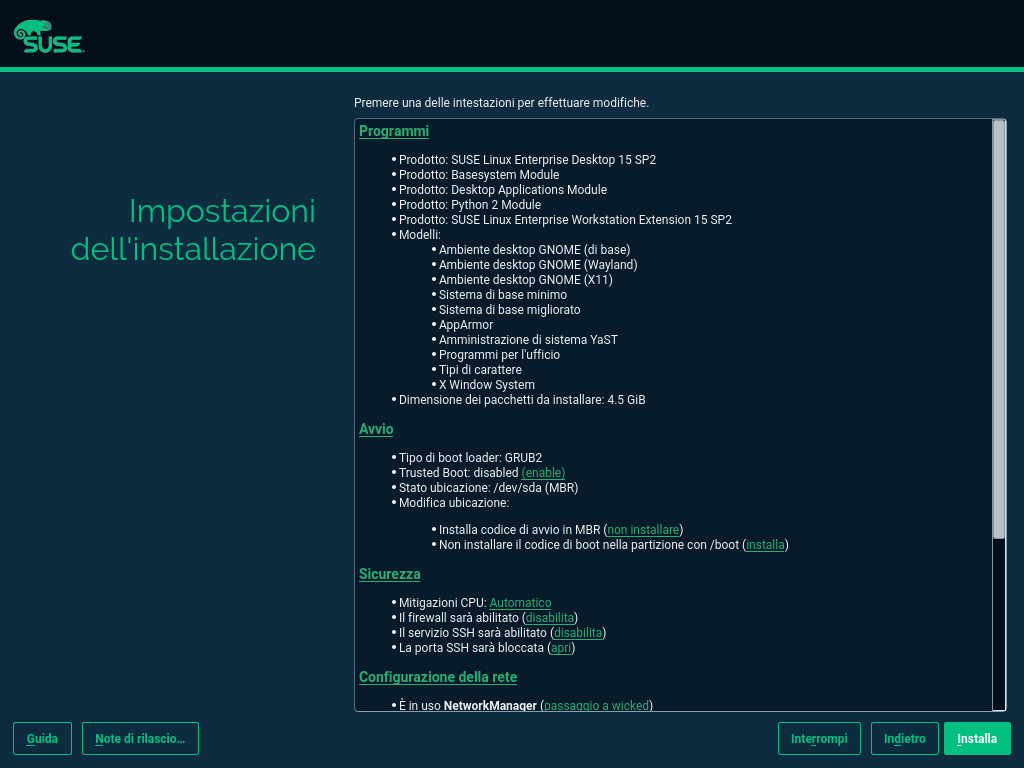 SUSE
Premere una delle intestazioni per effettuare modifiche.
Impostazioni
dell'installazione
Programmi
• Prodotto: SUSE Linux Enterprise Desktop 15 SP2
• Prodotto: Basesystem Module
• Prodotto: Desktop Applications Module
• Prodotto: Python 2 Module
• Prodotto: SUSE Linux Enterprise Workstation Extension 15 SP2
• Modelli:
• Ambiente desktop GNOME (di base)
• Ambiente desktop GNOME (Wayland)
• Ambiente desktop GNOME (X11)
• Sistema di base minimo
• Sistema di base migliorato
• AppArmor
• Amministrazione di sistema YaST
• Programmi per l'ufficio
• Tipi di carattere
• X Window System
• Dimensione dei pacchetti da installare: 4.5 GiB
Avvio
• Tipo di boot loader: GRUB2
• Trusted Boot: disabled (enable)
• Stato ubicazione: /dev/sda (MBR)
• Modifica ubicazione:
• Installa codice di avvio in MBR (non installare)
• Non installare il codice di boot nella partizione con /boot (installa)
Sicurezza
• Mitigazioni CPU: Automatico
• Il firewall sarà abilitato (disabilita)
• Il servizio SSH sarà abilitato (disabilita)
• La porta SSH sarà bloccata (apri)
Configurazione della rete
• È in uso NetworkManager (passaggio a wicked)
Guida
Note di rilascio...
Interrompi
Indietro
Installa